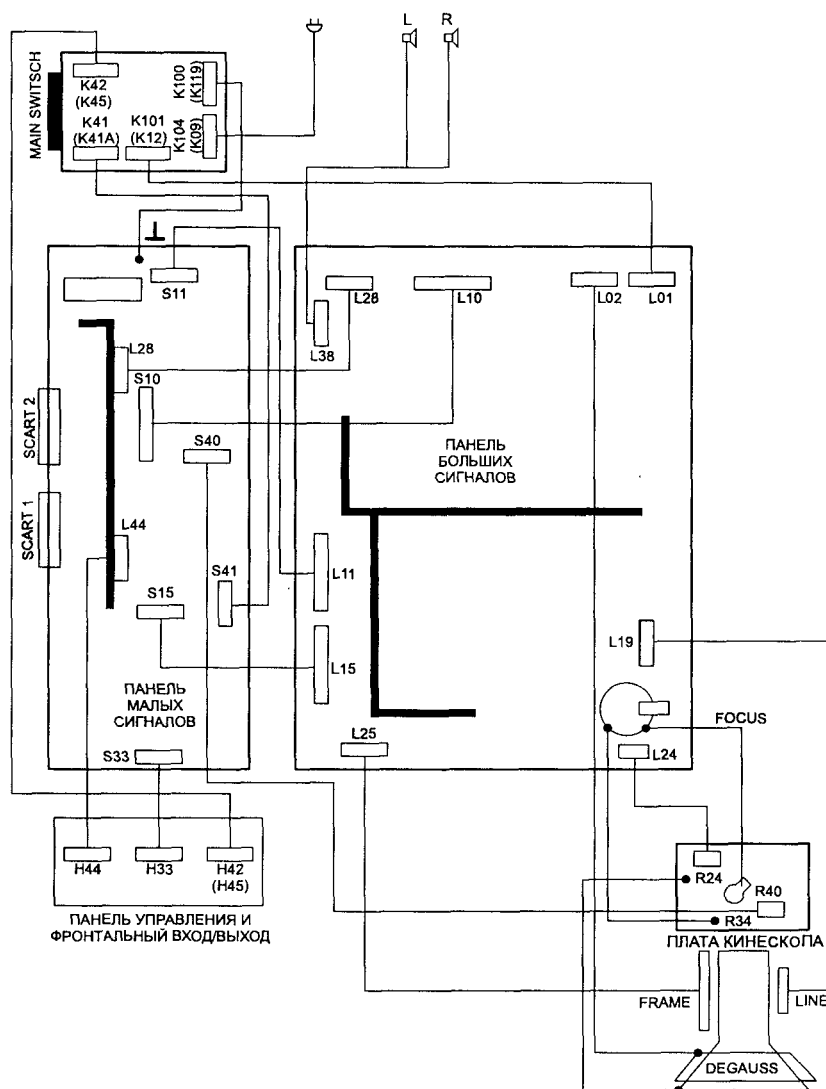 L R
MAIN SWITSCH
K42
(K45)
K100
(K119)
K41
(K41A)
K101
(K12)
K104
(K09)
S11
L28
L10
L02
L01
L38
L28
S10
SCART 2
S40
ПАНЕЛЬ
БОЛЬШИХ
СИГНАЛОВ
SCART 1
L44
S41
L11
S15
L19
L15
ПАНЕЛЬ
МАЛЫХ
СИГНАЛОВ
FOCUS
L25
S33
L24
H44
H33
H42
(H45)
R24
R40
R34
ПАНЕЛЬ УПРАВЛЕНИЯ И
ФРОНТАЛЬНЫЙ ВХОД/ВЫХОД
ПЛАТА КИНЕСКОПА
FRAME
LINE
DEGAUSS